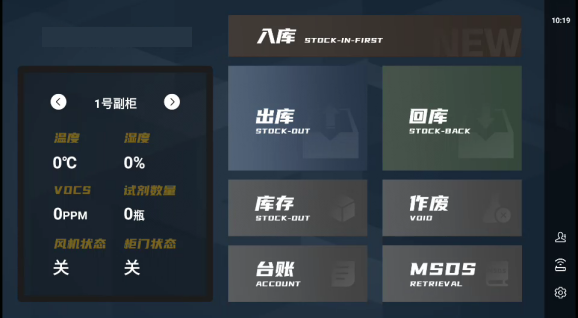 10:19
入库 STOCK-IN-FIRST
NEW
1号副柜
温度 湿度
0℃ 0%
VOCS 试剂数量
0PPM 0瓶
风机状态 柜门状态
关 关
出库
STOCK-OUT
回库
STOCK-BACK
库存
STOCK-OUT
作废
VOID
台账
ACCOUNT
MSDS
RETRIEVAL